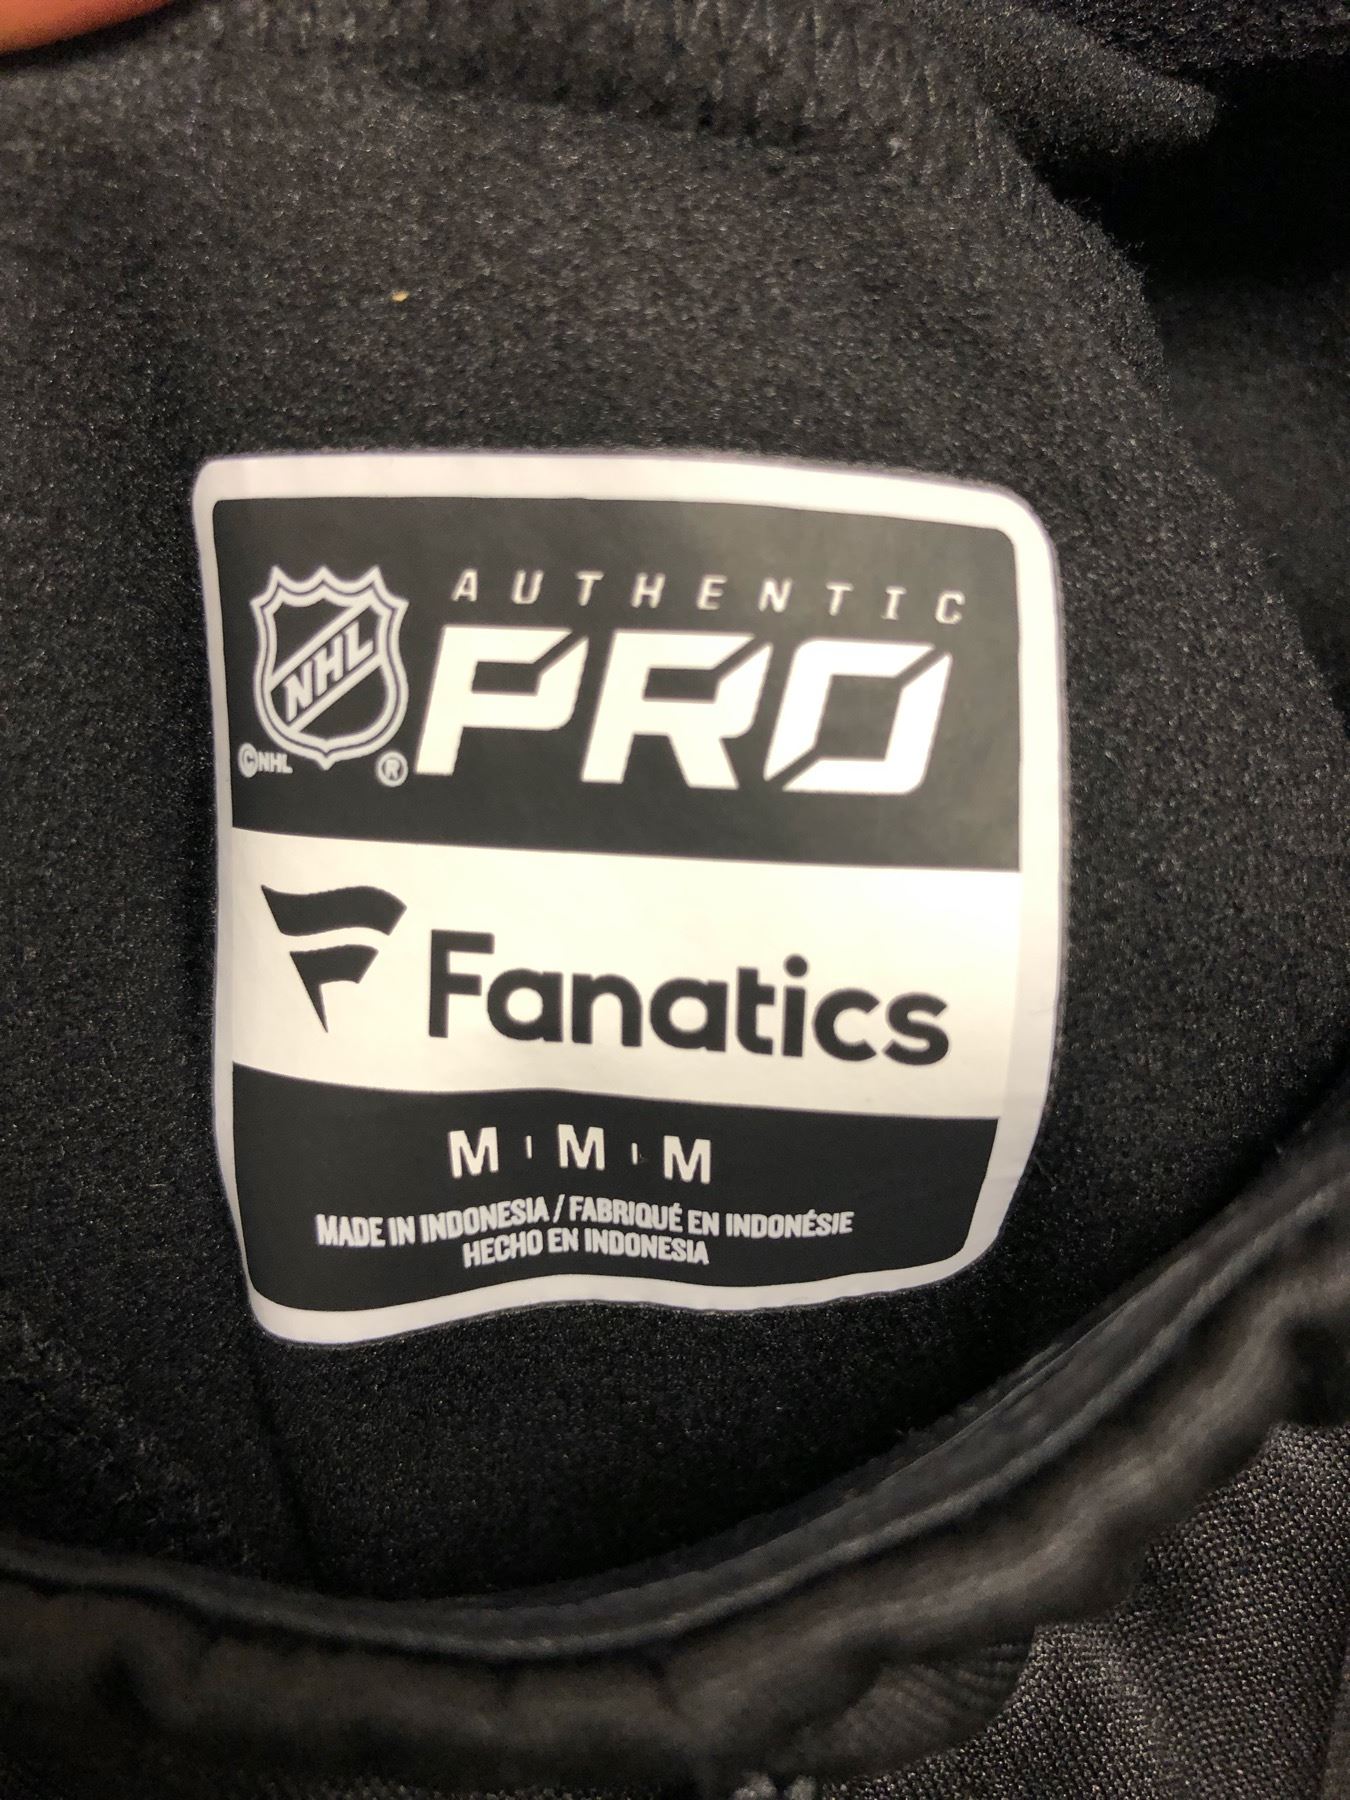 AUTHENTIC
NHL
PRO
©NHL ®
Fanatics
M | M | M
MADE IN INDONESIA / FABRIQUÉ EN INDONÉSIE
HECHO EN INDONESIA